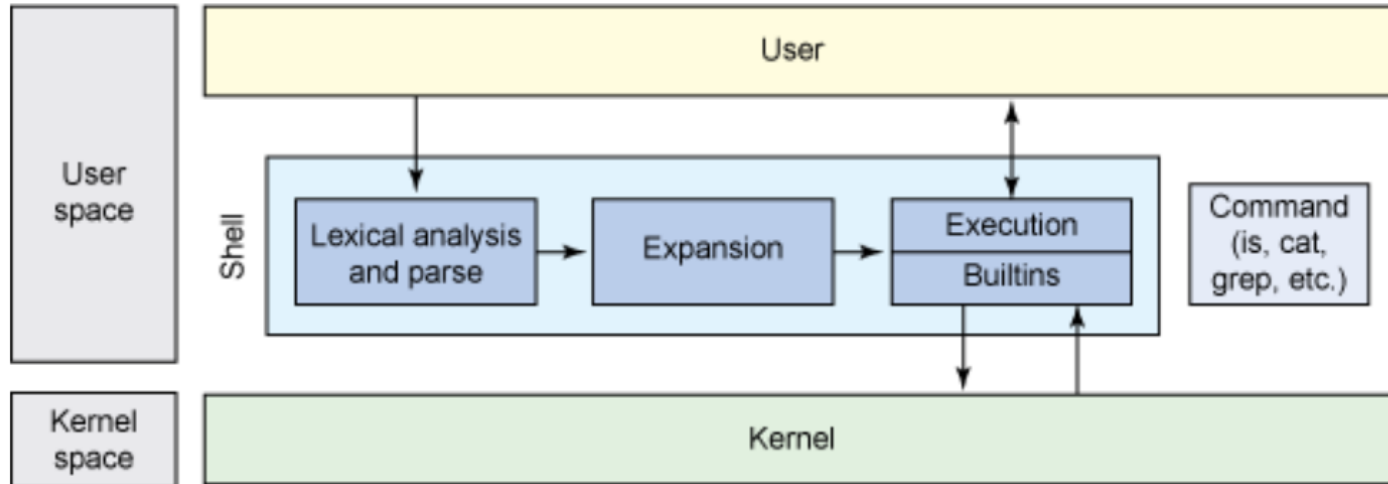 User
User
space
Shell
Lexical analysis
and parse
Expansion
Execution
Builtins
Command
(is, cat,
grep, etc.)
Kernel
space
Kernel